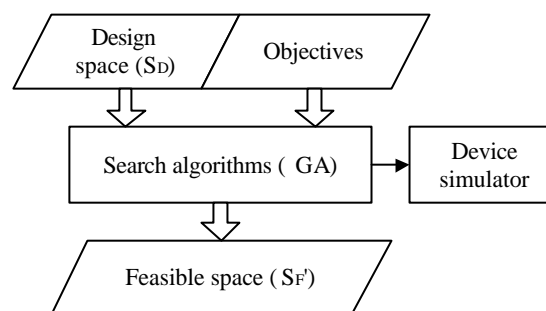 Design
space (SD)
Objectives
Search algorithms ( GA)
Device
simulator
Feasible space ( SF')